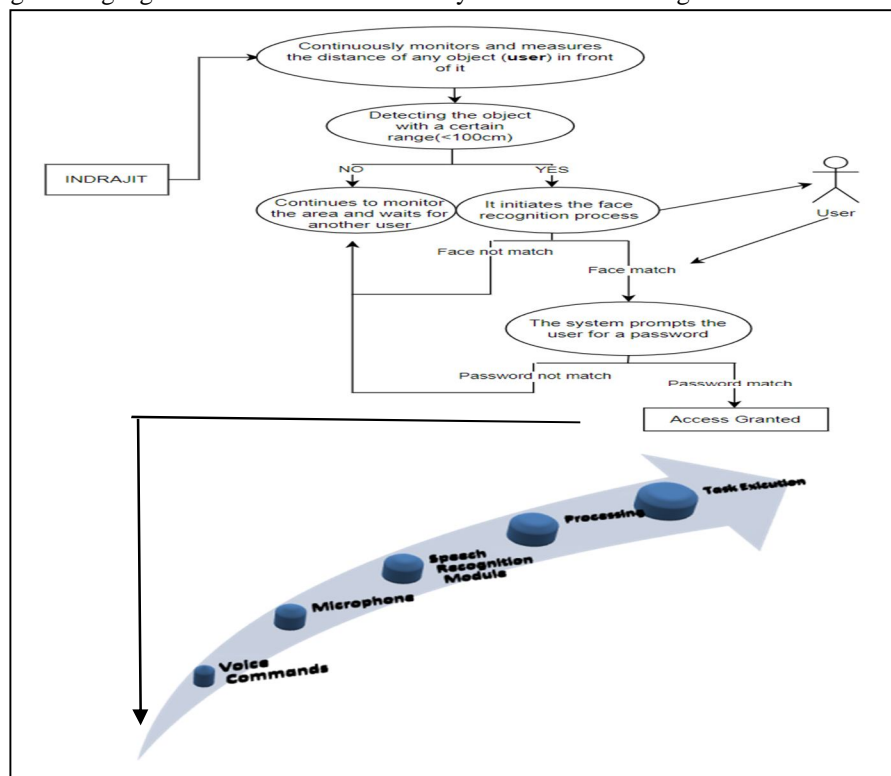 Continuously monitors and measures
the distance of any object (user) in front
of it
Detecting the object
with a certain
range(<100cm)
INDRAJIT
NO
YES
Continues to monitor
the area and waits for
another user
It initiates the face
recognition process
User
Face not match
Face match
The system prompts the
user for a password
Password not match
Password match
Access Granted
Task Exicution
Processing
Speech
Recognition
Module
Microphone
Voice
Commands